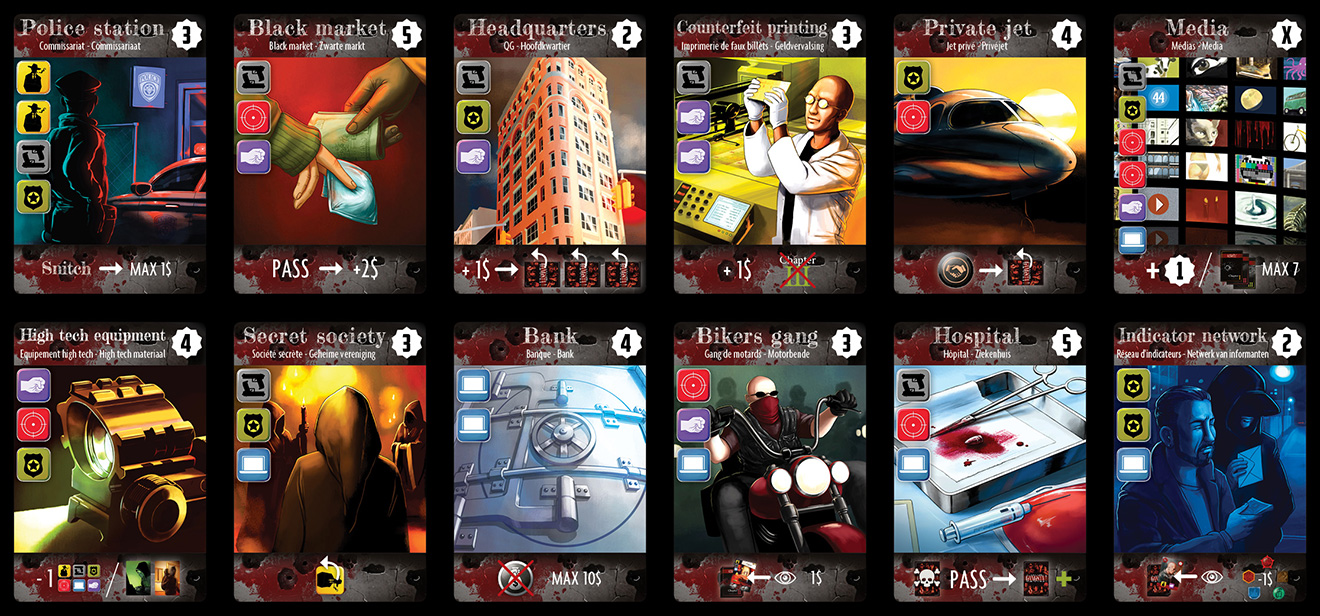 Police station 3
Commissariat - Commissariaat
POLICE
Snitch → MAX 1$
Black market 5
Black market - Zwarte markt
PASS → +2$
Headquarters 2
QG - Hoofdkwartier
+1$ →
Counterfeit printing 3
Imprimerie de faux billets - Geldvervalsing
+1$ Chapter III
Private jet 4
Jet privé - Privéjet
→
Media X
Médias - Media
44
+1 / MAX 7
High tech equipment 4
Equipement high tech - High tech materiaal
-1 /
Secret society 3
Société secrète - Geheime vereniging
Bank 4
Banque - Bank
MAX 10$
Bikers gang 3
Gang de motards - Motorbende
← 1$
Hospital 5
Hôpital - Ziekenhuis
PASS → +
Indicator network 2
Réseau d'indicateurs - Netwerk van informanten
← -1$